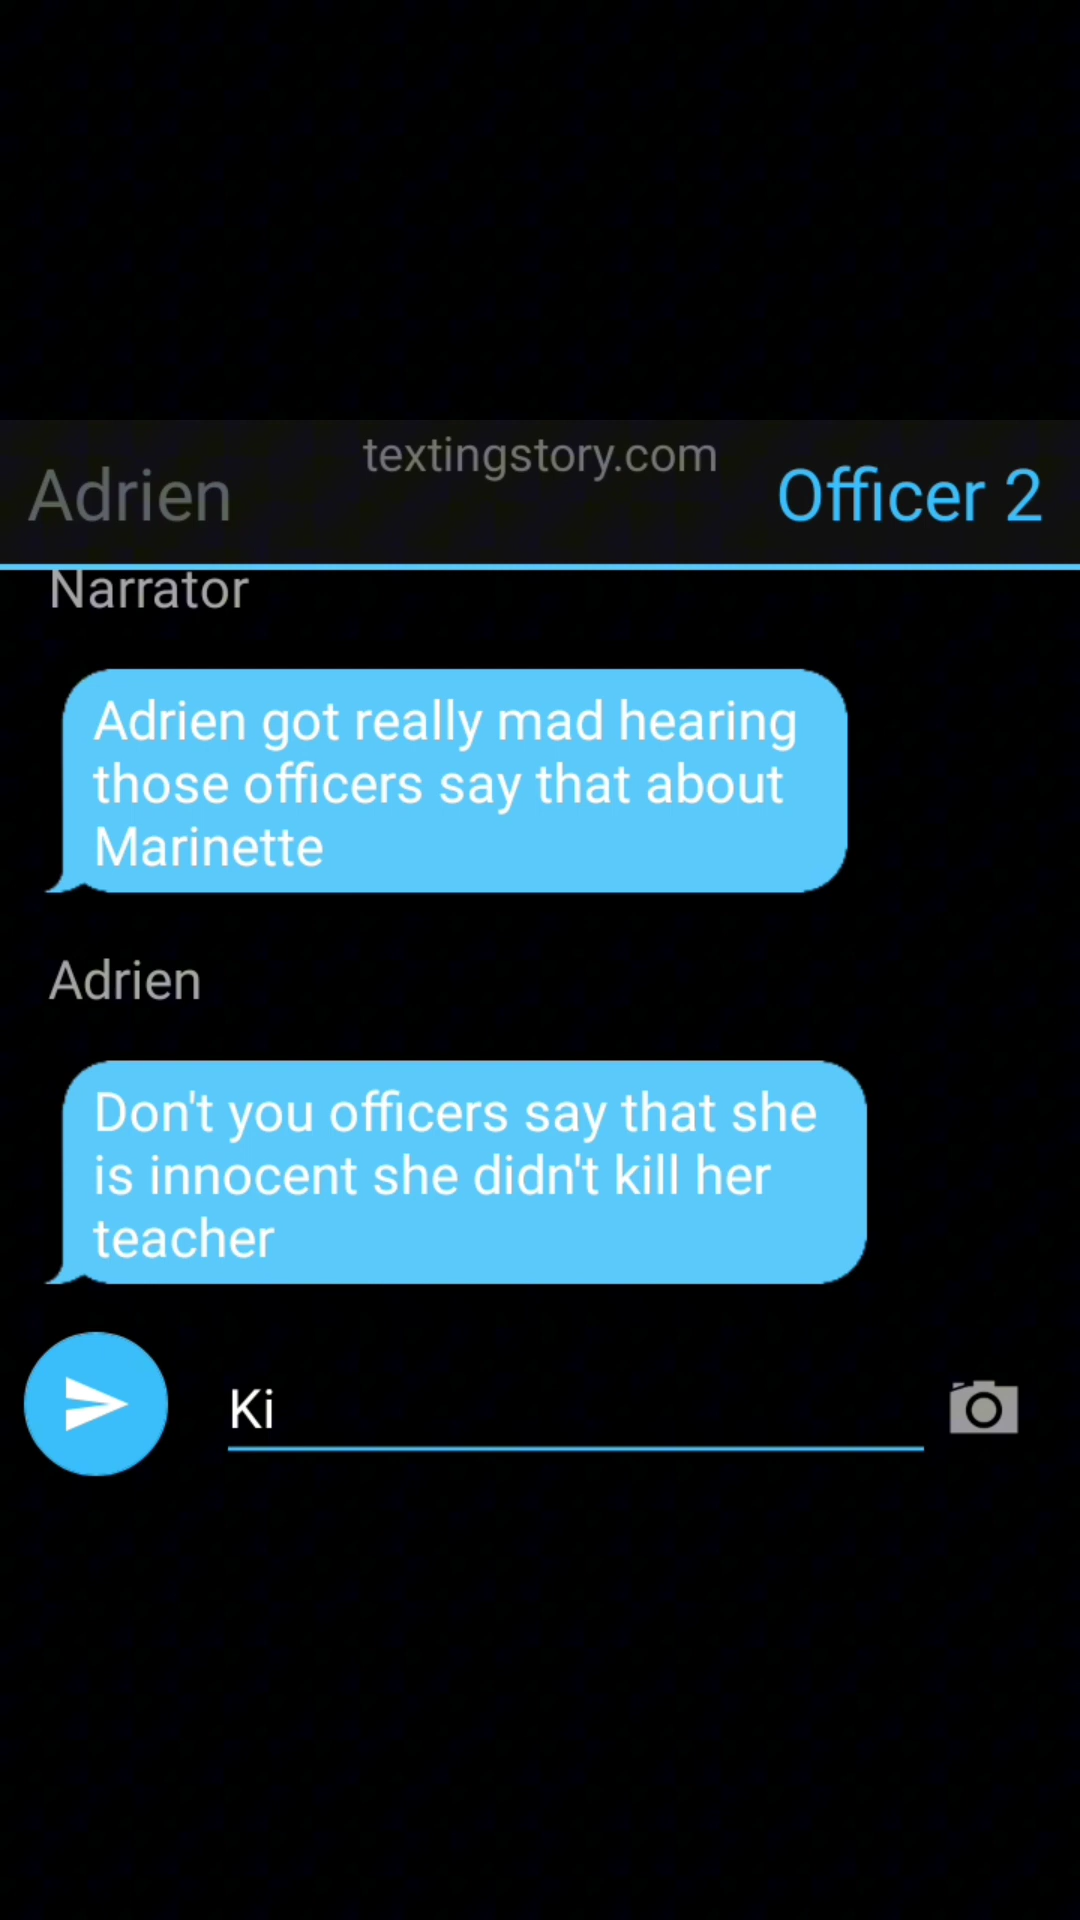 textingstory.com
Adrien
Officer 2
Narrator
Adrien got really mad hearing
those officers say that about
Marinette
Adrien
Don't you officers say that she
is innocent she didn't kill her
teacher
Ki